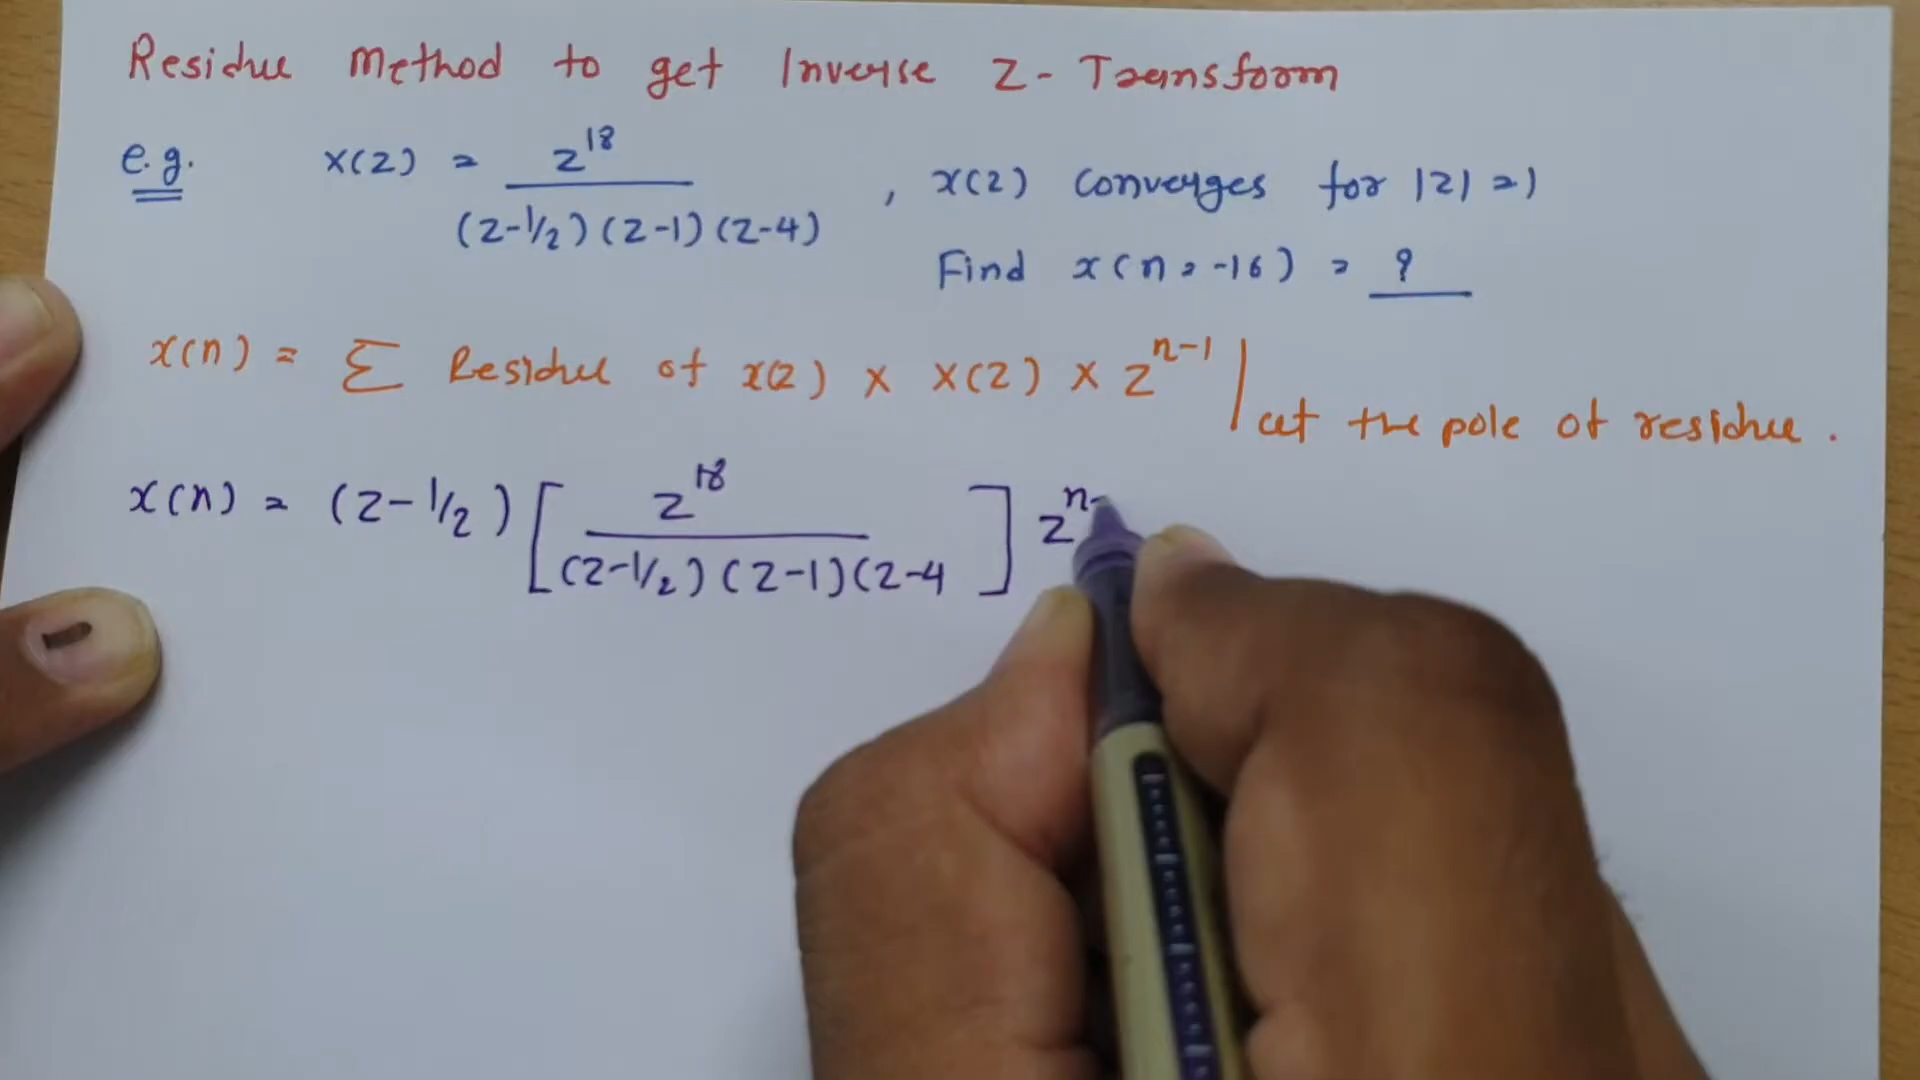 Residue Method to get Inverse Z-Transform
e.g. X(Z) = Z^18 / (Z-1/2)(Z-1)(Z-4) , x(z) converges for |z|=1
Find x(n=-16) = ?
x(n) = Σ Residue of x(z) × X(Z) × Z^n-1 | at the pole of residue.
x(n) = (Z-1/2) [ Z^18 / (Z-1/2)(Z-1)(Z-4 ] Z^n-